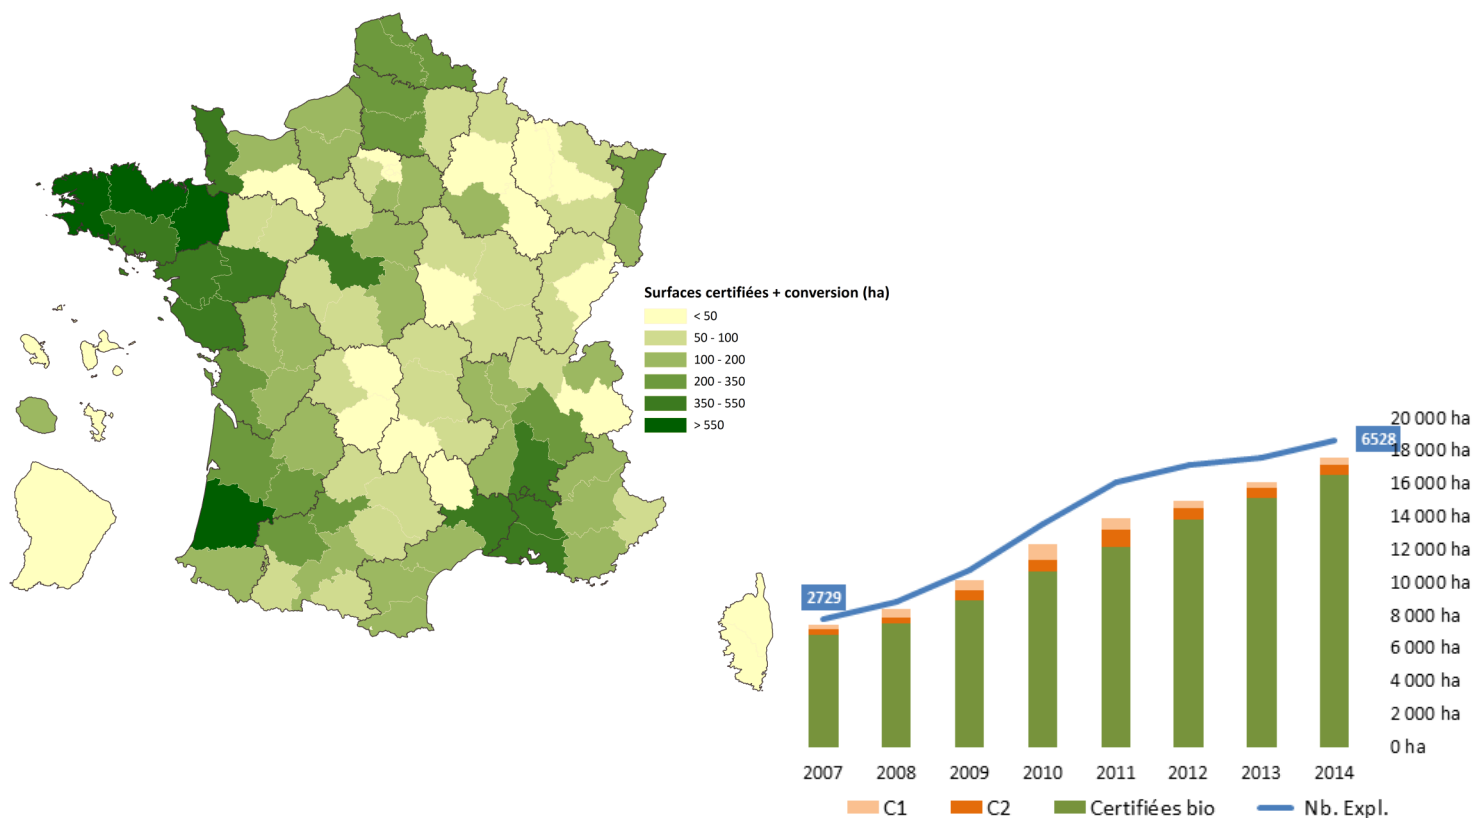 Surfaces certifiées + conversion (ha)
< 50
50 - 100
100 - 200
200 - 350
350 - 550
> 550
20 000 ha
6528
18 000 ha
16 000 ha
14 000 ha
12 000 ha
10 000 ha
2729
8 000 ha
6 000 ha
4 000 ha
2 000 ha
0 ha
2007 2008 2009 2010 2011 2012 2013 2014
C1 C2 Certifiées bio Nb. Expl.